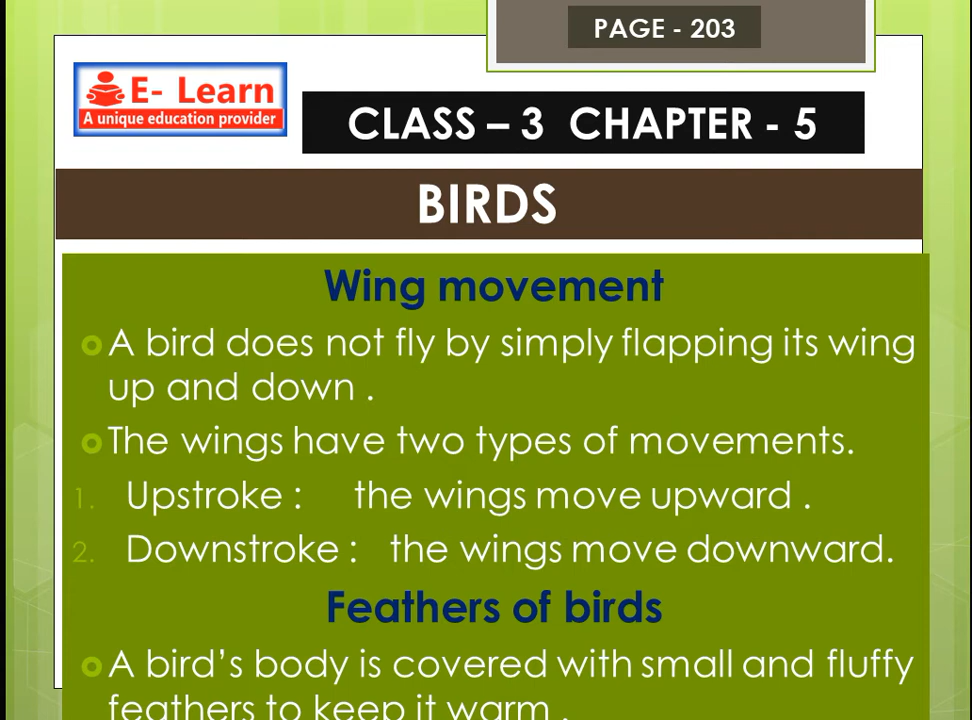 PAGE - 203
E- Learn
A unique education provider
CLASS – 3 CHAPTER - 5
BIRDS
Wing movement
A bird does not fly by simply flapping its wing
up and down .
The wings have two types of movements.
1. Upstroke : the wings move upward .
2. Downstroke : the wings move downward.
Feathers of birds
A bird’s body is covered with small and fluffy
feathers to keep it warm .